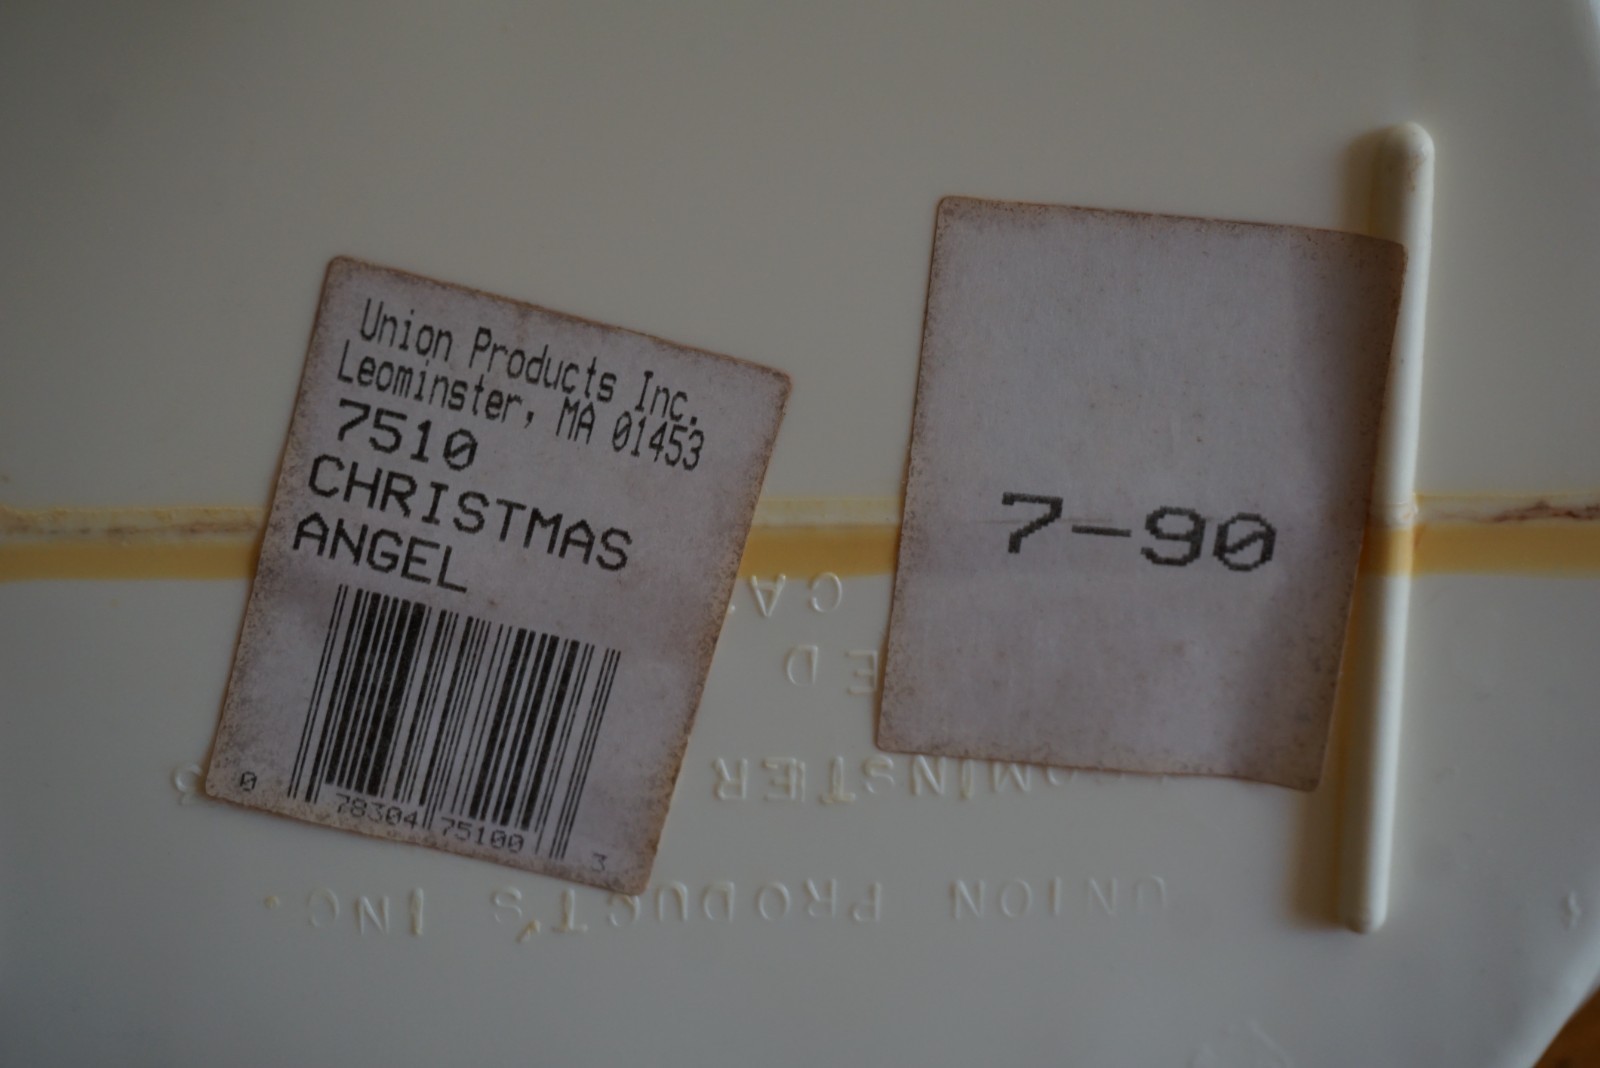 Union Products Inc.
Leominster, MA 01453
7510
CHRISTMAS
ANGEL
0 78304 75100 3
7-90
UNION PRODUCTS INC.